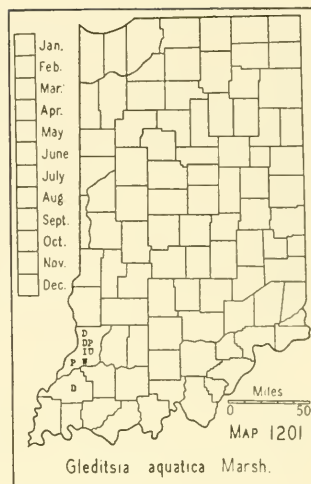 Jan.
Feb.
Mar.
Apr.
May
June
July
Aug
Sept.
Oct.
Nov.
Dec.
D
DP
IU
P W
D
Miles
0 50
MAP 1201
Gleditsia aquatica Marsh.